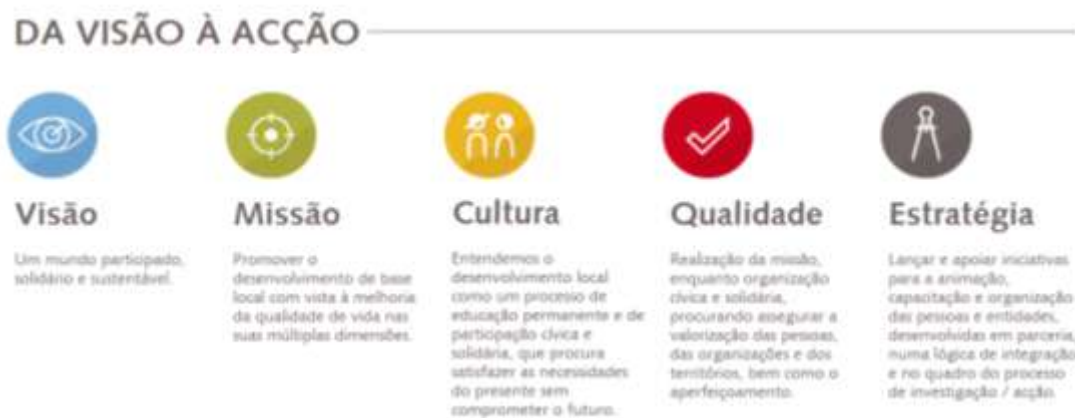 DA VISÃO À ACÇÃO
Visão
Um mundo participado,
solidário e sustentável.
Missão
Promover o
desenvolvimento de base
local com vista à melhoria
da qualidade de vida nas
suas múltiplas dimensões.
Cultura
Entendemos o
desenvolvimento local
como um processo de
educação permanente e de
participação cívica e
solidária, que procura
satisfazer as necessidades
do presente sem
comprometer o futuro.
Qualidade
Realização da missão,
enquanto organização
cívica e solidária,
procurando assegurar a
valorização das pessoas,
das organizações e dos
territórios, bem como o
aperfeiçoamento.
Estratégia
Lançar e apoiar iniciativas
para a animação,
capacitação e organização
das pessoas e entidades,
desenvolvidas em parceria,
numa lógica de integração
e no quadro do processo
de investigação / acção.